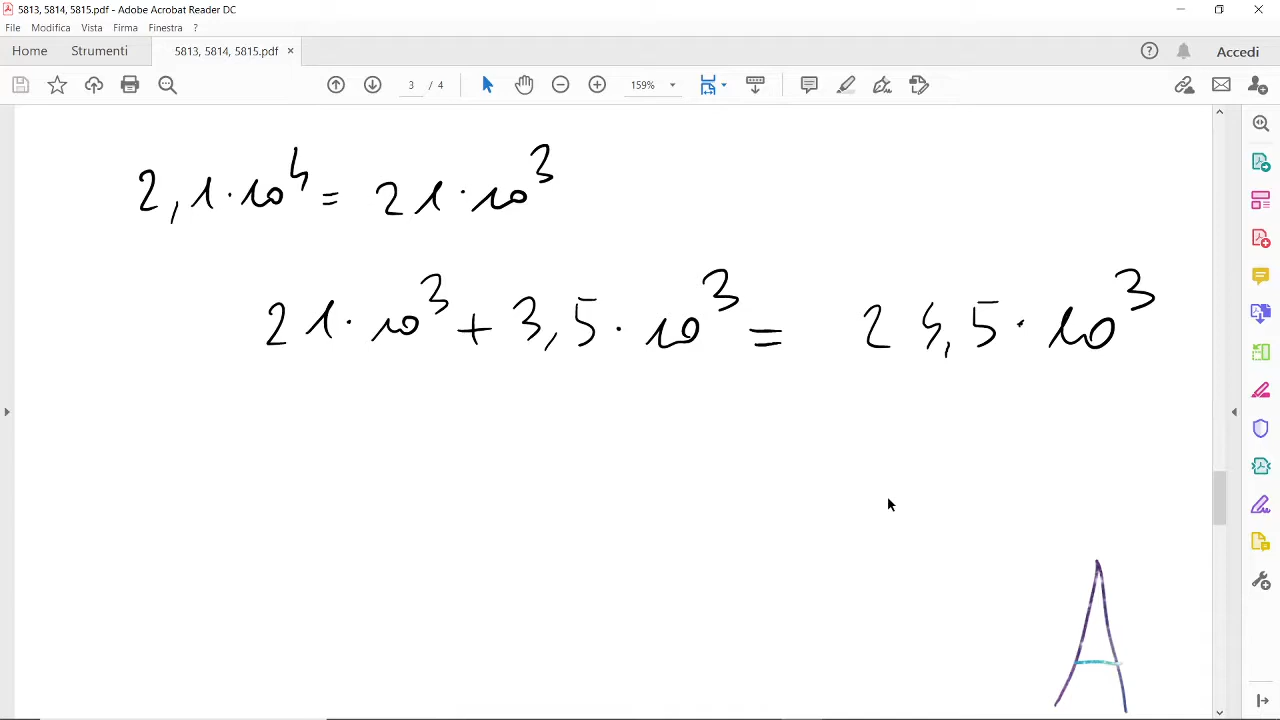 5813, 5814, 5815.pdf - Adobe Acrobat Reader DC
File Modifica Vista Firma Finestra ?
Home Strumenti 5813, 5814, 5815.pdf × Accedi
3 / 4 159%
2,1·10⁴ = 21·10³
21·10³ + 3,5·10³ = 24,5·10³
A